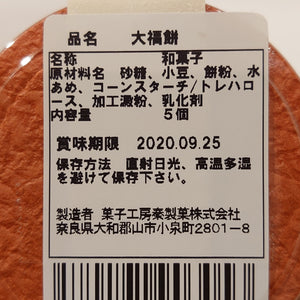 品名 大福餅
名称 和菓子
原材料名 砂糖、小豆、餅粉、水
あめ、コーンスターチ/トレハロ
ース、加工澱粉、乳化剤
内容量 5個
賞味期限 2020.09.25
保存方法 直射日光、高温多湿
を避けて保存下さい。
製造者 菓子工房楽製菓株式会社
奈良県大和郡山市小泉町2801-8